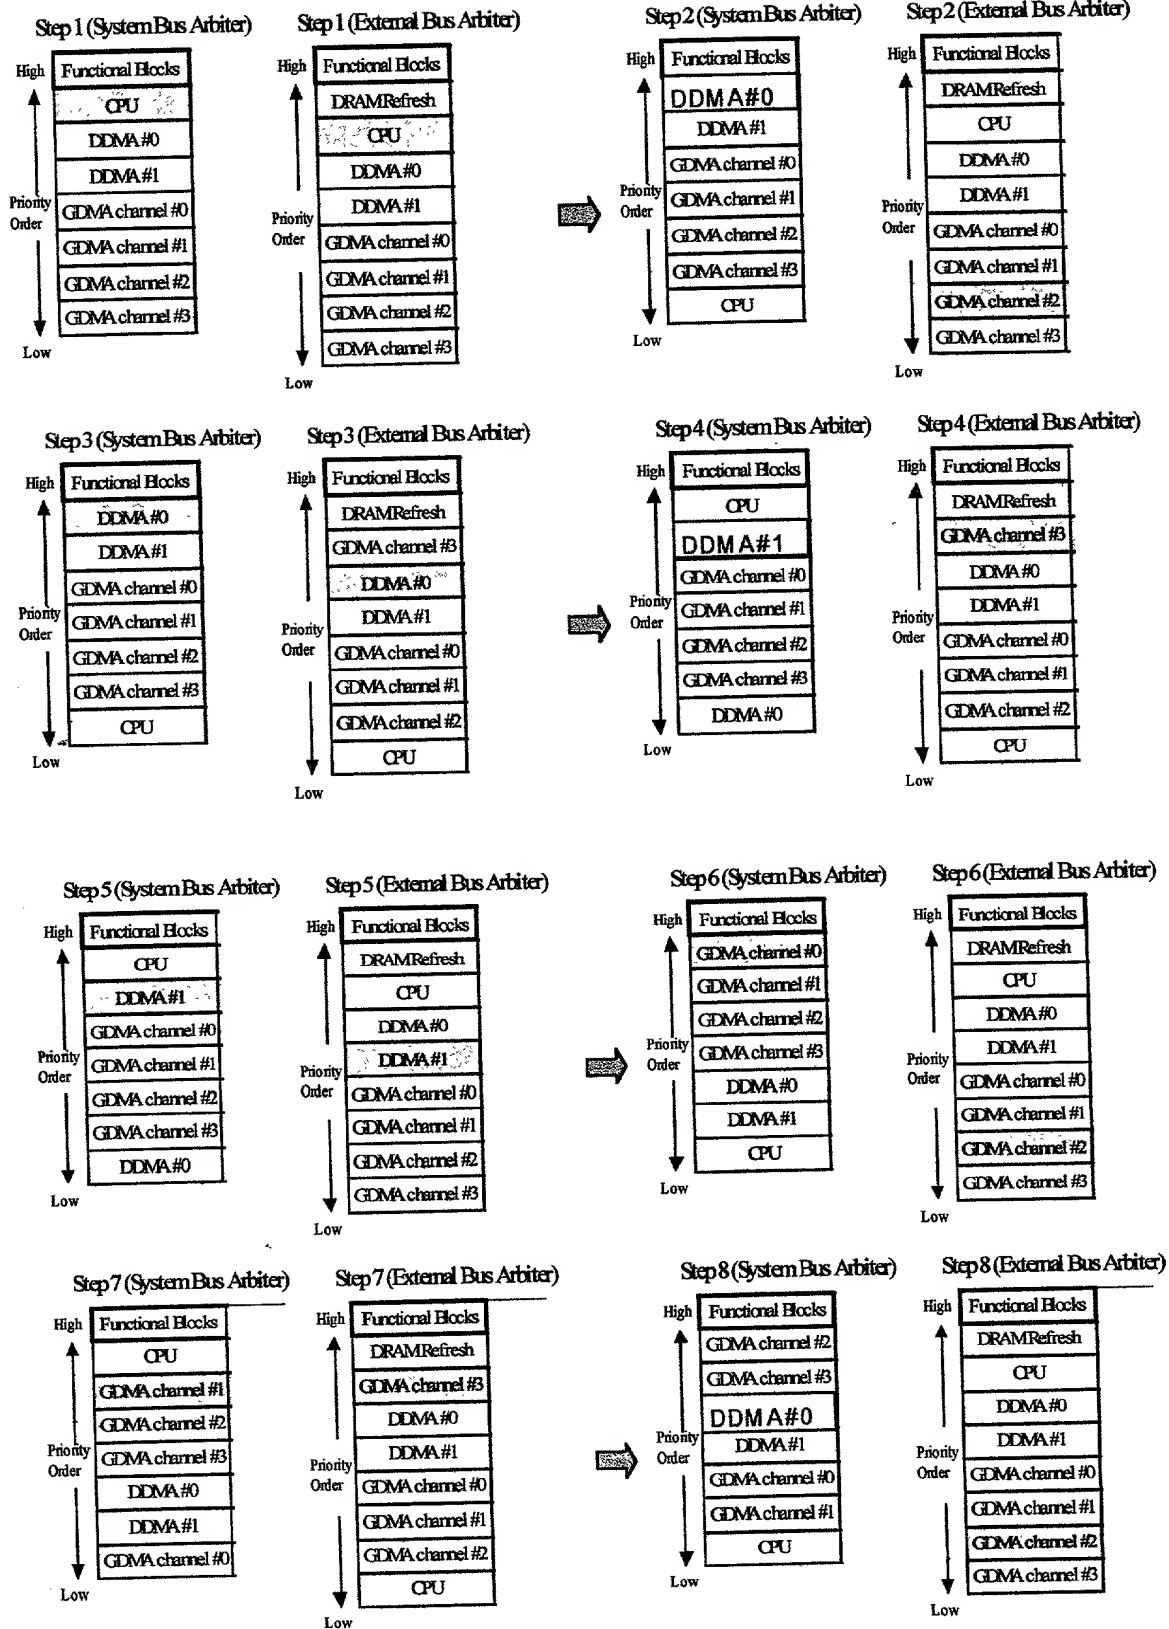 Step 1 (System Bus Arbiter)
High
Functional Blocks
CPU
DDMA #0
DDMA #1
GDMA channel #0
GDMA channel #1
GDMA channel #2
GDMA channel #3
Priority
Order
Low
Step 1 (External Bus Arbiter)
High
Functional Blocks
DRAM Refresh
CPU
DDMA #0
DDMA #1
GDMA channel #0
GDMA channel #1
GDMA channel #2
GDMA channel #3
Priority
Order
Low
Step 2 (System Bus Arbiter)
High
Functional Blocks
DDMA#0
DDMA #1
GDMA channel #0
GDMA channel #1
GDMA channel #2
GDMA channel #3
CPU
Priority
Order
Low
Step 2 (External Bus Arbiter)
High
Functional Blocks
DRAM Refresh
CPU
DDMA #0
DDMA #1
GDMA channel #0
GDMA channel #1
GDMA channel #2
GDMA channel #3
Priority
Order
Low
Step 3 (System Bus Arbiter)
High
Functional Blocks
DDMA #0
DDMA #1
GDMA channel #0
GDMA channel #1
GDMA channel #2
GDMA channel #3
CPU
Priority
Order
Low
Step 3 (External Bus Arbiter)
High
Functional Blocks
DRAM Refresh
GDMA channel #3
DDMA #0
DDMA #1
GDMA channel #0
GDMA channel #1
GDMA channel #2
CPU
Priority
Order
Low
Step 4 (System Bus Arbiter)
High
Functional Blocks
CPU
DDMA#1
GDMA channel #0
GDMA channel #1
GDMA channel #2
GDMA channel #3
DDMA #0
Priority
Order
Low
Step 4 (External Bus Arbiter)
High
Functional Blocks
DRAM Refresh
GDMA channel #3
DDMA #0
DDMA #1
GDMA channel #0
GDMA channel #1
GDMA channel #2
CPU
Priority
Order
Low
Step 5 (System Bus Arbiter)
High
Functional Blocks
CPU
DDMA #1
GDMA channel #0
GDMA channel #1
GDMA channel #2
GDMA channel #3
DDMA #0
Priority
Order
Low
Step 5 (External Bus Arbiter)
High
Functional Blocks
DRAM Refresh
CPU
DDMA #0
DDMA #1
GDMA channel #0
GDMA channel #1
GDMA channel #2
GDMA channel #3
Priority
Order
Low
Step 6 (System Bus Arbiter)
High
Functional Blocks
GDMA channel #0
GDMA channel #1
GDMA channel #2
GDMA channel #3
DDMA #0
DDMA #1
CPU
Priority
Order
Low
Step 6 (External Bus Arbiter)
High
Functional Blocks
DRAM Refresh
CPU
DDMA #0
DDMA #1
GDMA channel #0
GDMA channel #1
GDMA channel #2
GDMA channel #3
Priority
Order
Low
Step 7 (System Bus Arbiter)
High
Functional Blocks
CPU
GDMA channel #1
GDMA channel #2
GDMA channel #3
DDMA #0
DDMA #1
GDMA channel #0
Priority
Order
Low
Step 7 (External Bus Arbiter)
High
Functional Blocks
DRAM Refresh
GDMA channel #3
DDMA #0
DDMA #1
GDMA channel #0
GDMA channel #1
GDMA channel #2
CPU
Priority
Order
Low
Step 8 (System Bus Arbiter)
High
Functional Blocks
GDMA channel #2
GDMA channel #3
DDMA#0
DDMA #1
GDMA channel #0
GDMA channel #1
CPU
Priority
Order
Low
Step 8 (External Bus Arbiter)
High
Functional Blocks
DRAM Refresh
CPU
DDMA #0
DDMA #1
GDMA channel #0
GDMA channel #1
GDMA channel #2
GDMA channel #3
Priority
Order
Low